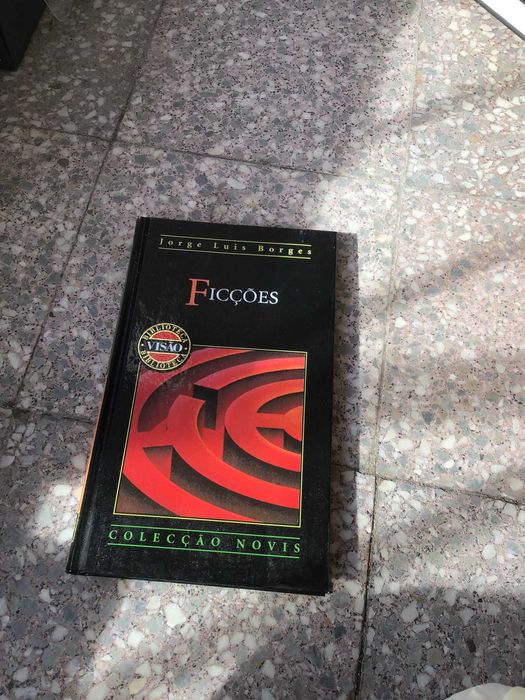 Jorge Luis Borges
FICÇÕES
BIBLIOTECA
VISÃO
BIBLIOTECA
COLECÇÃO NOVIS